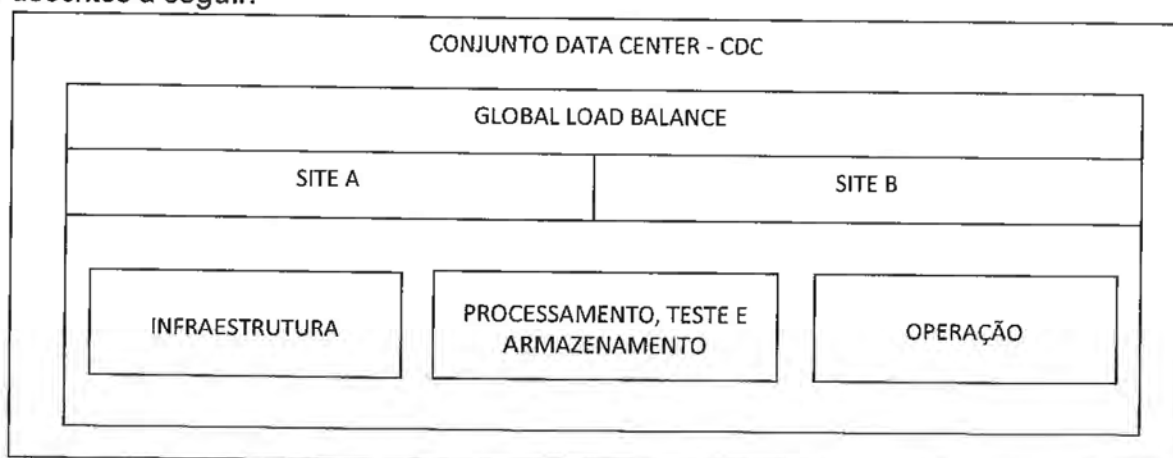 CONJUNTO DATA CENTER - CDC
GLOBAL LOAD BALANCE
SITE A
SITE B
INFRAESTRUTURA
PROCESSAMENTO, TESTE E
ARMAZENAMENTO
OPERAÇÃO